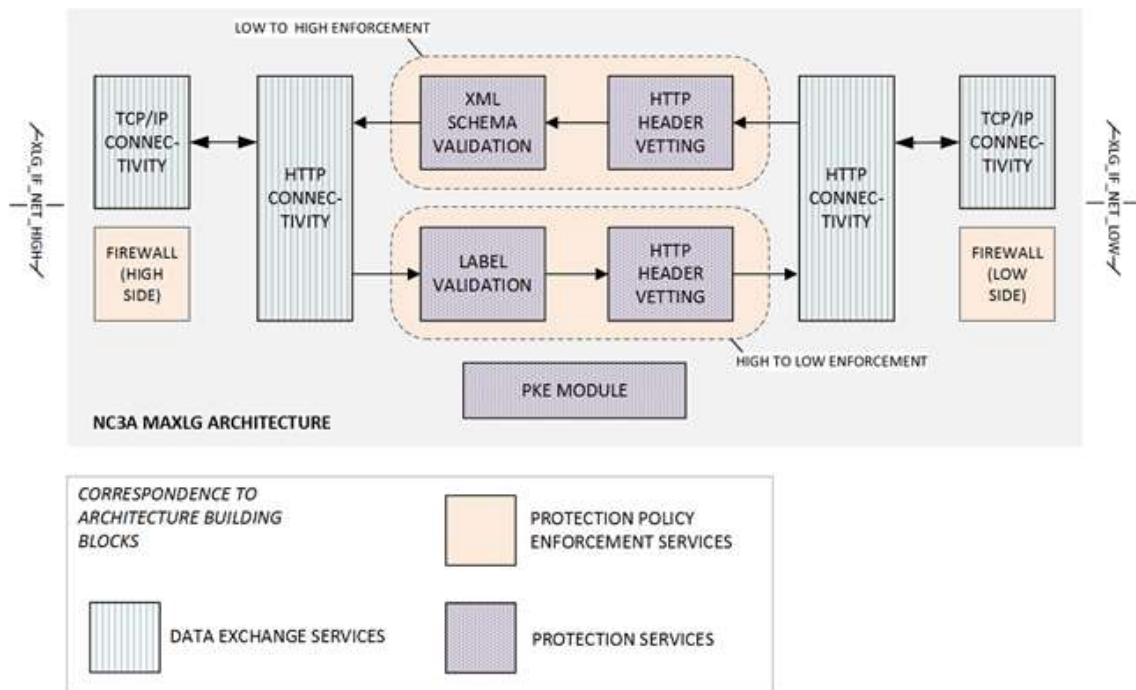 LOW TO HIGH ENFORCEMENT
TCP/IP
CONNEC-
TIVITY
HTTP
CONNEC-
TIVITY
XML
SCHEMA
VALIDATION
HTTP
HEADER
VETTING
HTTP
CONNEC-
TIVITY
TCP/IP
CONNEC-
TIVITY
XLG_IF_NET_HIGH
XLG_IF_NET_LOW
FIREWALL
(HIGH
SIDE)
LABEL
VALIDATION
HTTP
HEADER
VETTING
FIREWALL
(LOW
SIDE)
HIGH TO LOW ENFORCEMENT
PKE MODULE
NC3A MAXLG ARCHITECTURE
CORRESPONDENCE TO
ARCHITECTURE BUILDING
BLOCKS
PROTECTION POLICY
ENFORCEMENT SERVICES
DATA EXCHANGE SERVICES
PROTECTION SERVICES